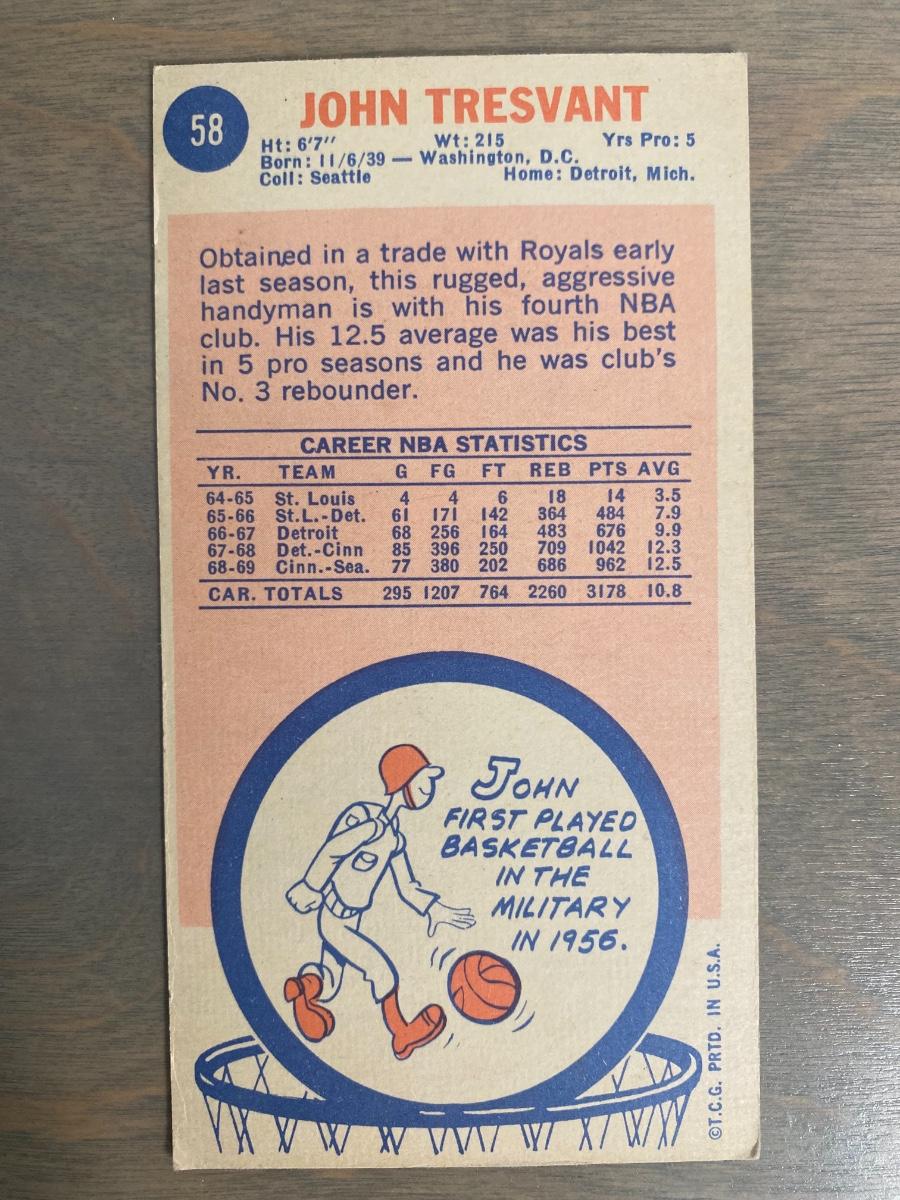 58
JOHN TRESVANT
Ht: 6'7" Wt: 215 Yrs Pro: 5
Born: 11/6/39 — Washington, D.C.
Coll: Seattle Home: Detroit, Mich.
Obtained in a trade with Royals early
last season, this rugged, aggressive
handyman is with his fourth NBA
club. His 12.5 average was his best
in 5 pro seasons and he was club's
No. 3 rebounder.
CAREER NBA STATISTICS
YR. TEAM G FG FT REB PTS AVG
64-65 St. Louis 4 4 6 18 14 3.5
65-66 St.L.-Det. 61 171 142 364 484 7.9
66-67 Detroit 68 256 164 483 676 9.9
67-68 Det.-Cinn 85 396 250 709 1042 12.3
68-69 Cinn.-Sea. 77 380 202 686 962 12.5
CAR. TOTALS 295 1207 764 2260 3178 10.8
JOHN
FIRST PLAYED
BASKETBALL
IN THE
MILITARY
IN 1956.
©T.C.G. PRTD. IN U.S.A.